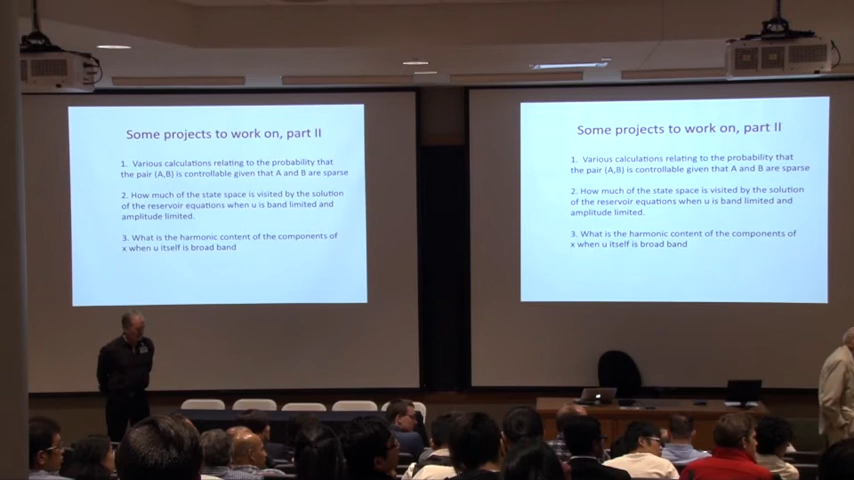 Some projects to work on, part II
1. Various calculations relating to the probability that
the pair (A,B) is controllable given that A and B are sparse
2. How much of the state space is visited by the solution
of the reservoir equations when u is band limited and
amplitude limited.
3. What is the harmonic content of the components of
x when u itself is broad band
Some projects to work on, part II
1. Various calculations relating to the probability that
the pair (A,B) is controllable given that A and B are sparse
2. How much of the state space is visited by the solution
of the reservoir equations when u is band limited and
amplitude limited.
3. What is the harmonic content of the components of
x when u itself is broad band